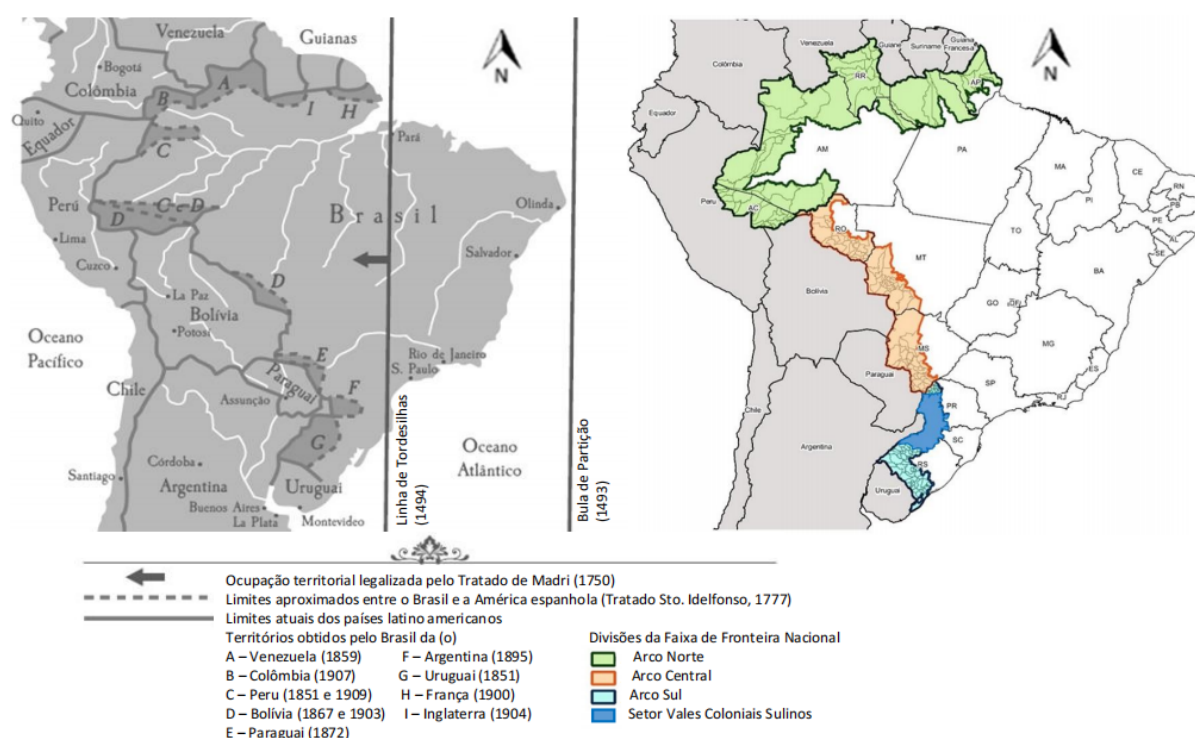 Venezuela
Guianas
Bogotá
Colômbia
Quito
Equador
A
B
I
H
C
N
Pará
Perú
C e D
D
Brasil
Olinda
Lima
Cuzco
Salvador
La Paz
Bolívia
D
Potosí
Oceano
Pacífico
E
Rio de Janeiro
S. Paulo
Paraguai
Chile
Assunção
F
G
Oceano
Atlântico
Córdoba
Santiago
Argentina
Uruguai
Buenos Aires
La Plata
Montevideo
Linha de Tordesilhas
(1494)
Bula de Partição
(1493)
N
Venezuela
Guiane
Suriname
Guiana
Francesa
Colômbia
RR
AP
Equador
AM
PA
MA
CE
RN
PB
PE
AL
SE
PI
Peru
AC
RO
TO
BA
MT
Bolívia
GO
DF
MG
ES
MS
Paraguai
SP
RJ
PR
Chile
SC
Argentina
RS
Uruguai
Ocupação territorial legalizada pelo Tratado de Madri (1750)
Limites aproximados entre o Brasil e a América espanhola (Tratado Sto. Idelfonso, 1777)
Limites atuais dos países latino americanos
Territórios obtidos pelo Brasil da (o)
A – Venezuela (1859)
B – Colômbia (1907)
C – Peru (1851 e 1909)
D – Bolívia (1867 e 1903)
E – Paraguai (1872)
F – Argentina (1895)
G – Uruguai (1851)
H – França (1900)
I – Inglaterra (1904)
Divisões da Faixa de Fronteira Nacional
Arco Norte
Arco Central
Arco Sul
Setor Vales Coloniais Sulinos